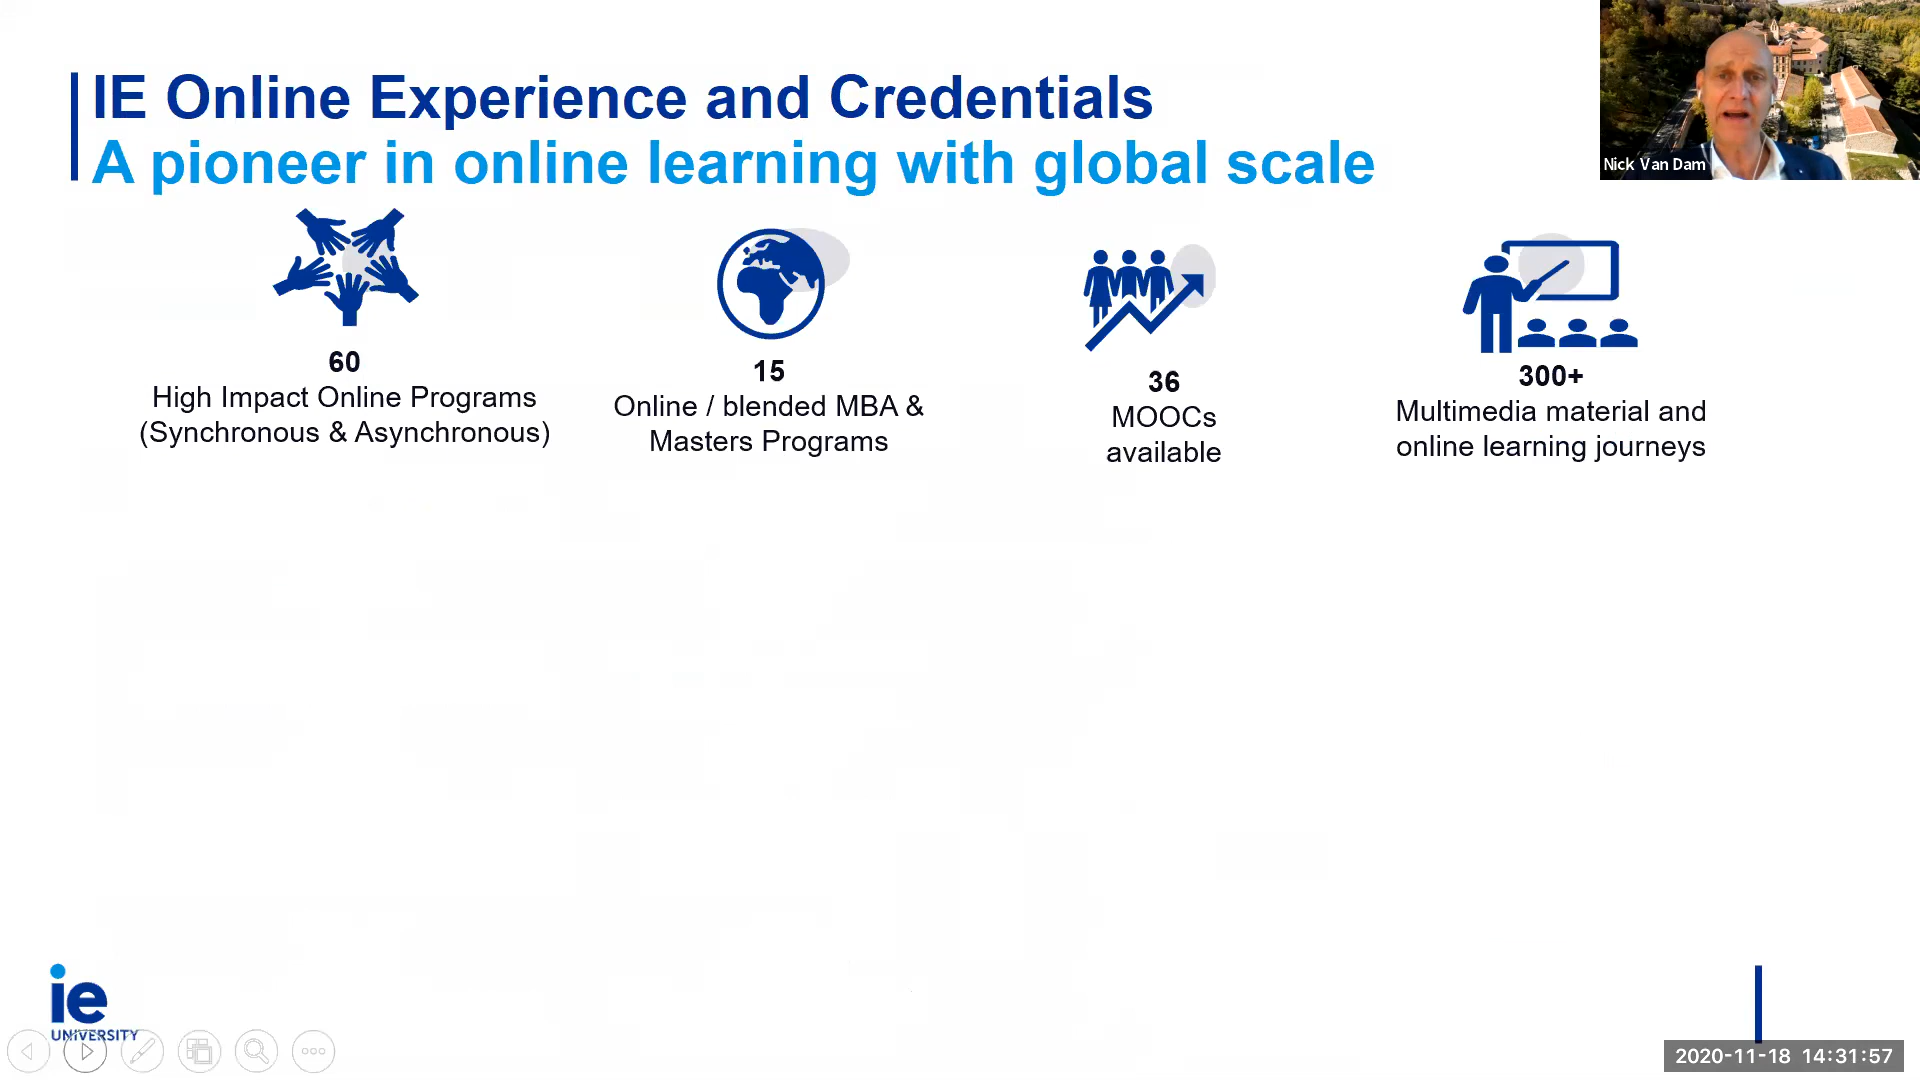 IE Online Experience and Credentials
A pioneer in online learning with global scale
Nick Van Dam
60
High Impact Online Programs
(Synchronous & Asynchronous)
15
Online / blended MBA &
Masters Programs
36
MOOCs
available
300+
Multimedia material and
online learning journeys
ie
UNIVERSITY
2020-11-18 14:31:57